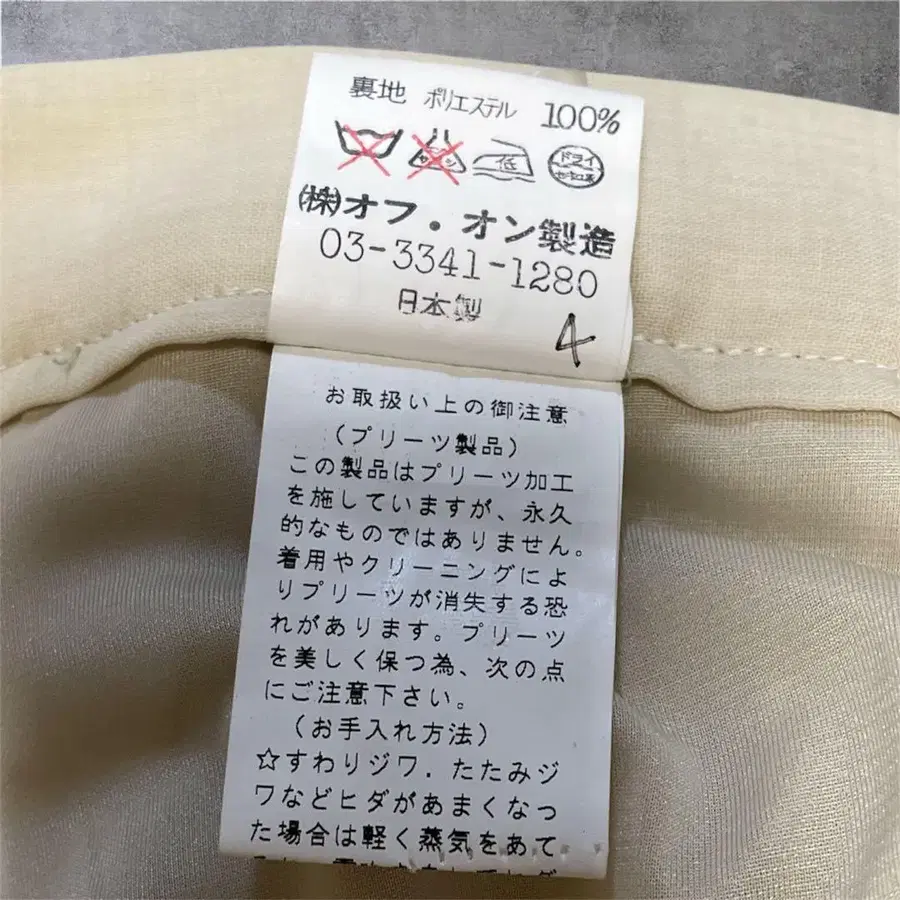 裏地 ポリエステル 100%
低 ドライ
㈱オフ・オン製造
03-3341-1280
日本製
4
お取扱い上の御注意
(プリーツ製品)
この製品はプリーツ加工
を施していますが、永久
的なものではありません。
着用やクリーニングによ
りプリーツが消失する恐
れがあります。プリーツ
を美しく保つ為、次の点
にご注意下さい。
(お手入れ方法)
☆すわりジワ.たたみジ
ワなどヒダがあまくなっ
た場合は軽く蒸気をあて